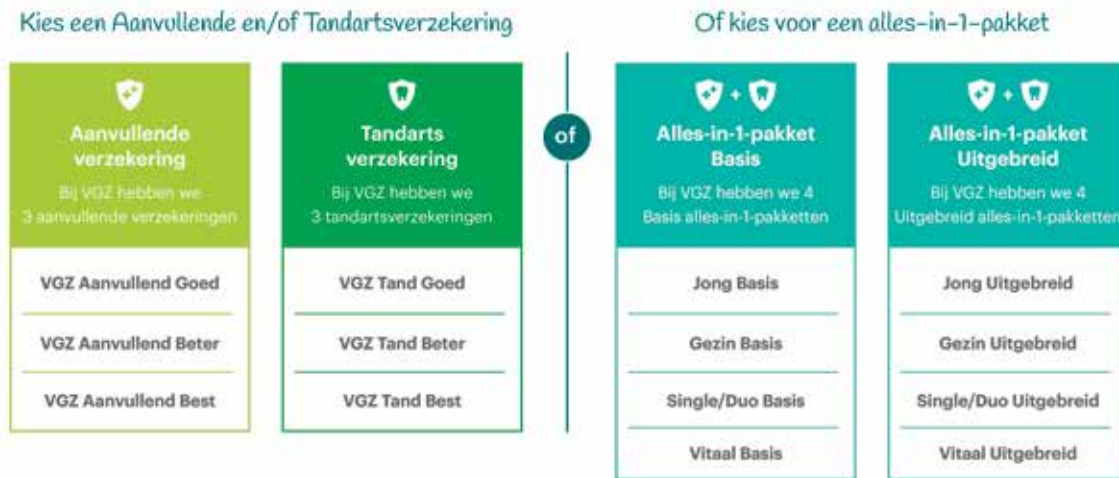 Kies een Aanvullende en/of Tandartsverzekering
Aanvullende
verzekering
Bij VGZ hebben we
3 aanvullende verzekeringen
VGZ Aanvullend Goed
VGZ Aanvullend Beter
VGZ Aanvullend Best
Tandarts
verzekering
Bij VGZ hebben we
3 tandartsverzekeringen
VGZ Tand Goed
VGZ Tand Beter
VGZ Tand Best
of
Of kies voor een alles-in-1-pakket
+
Alles-in-1-pakket
Basis
Bij VGZ hebben we 4
Basis alles-in-1-pakketten
Jong Basis
Gezin Basis
Single/Duo Basis
Vitaal Basis
+
Alles-in-1-pakket
Uitgebreid
Bij VGZ hebben we 4
Uitgebreid alles-in-1-pakketten
Jong Uitgebreid
Gezin Uitgebreid
Single/Duo Uitgebreid
Vitaal Uitgebreid